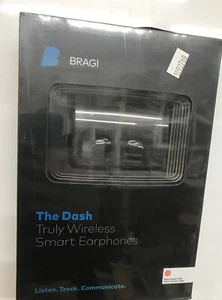 BRAGI
The Dash
Truly Wireless
Smart Earphones
Listen. Track. Communicate.